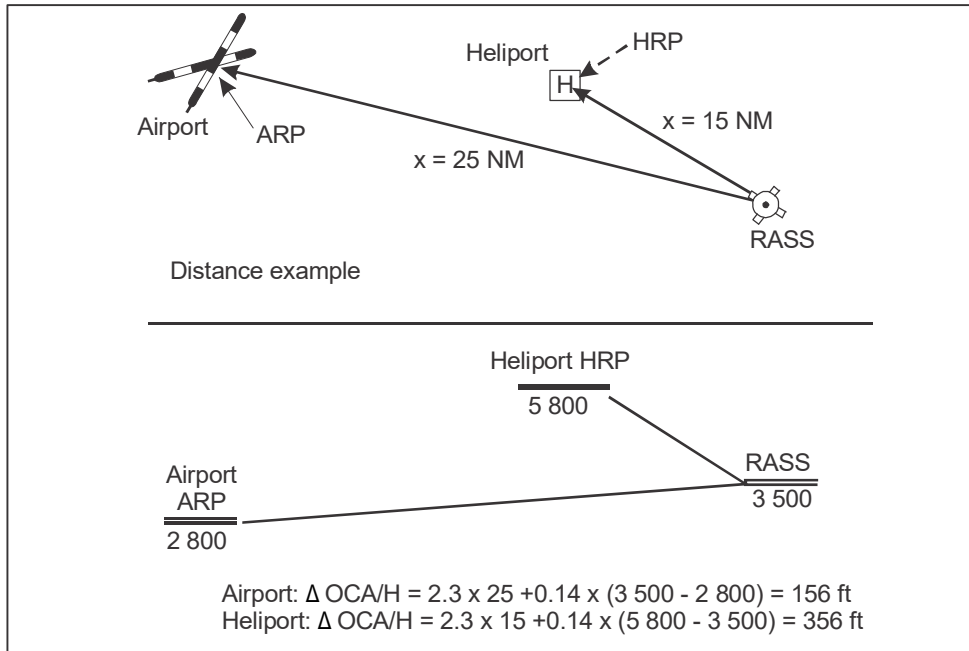 HRP
Heliport
H
Airport
ARP
x = 15 NM
x = 25 NM
RASS
Distance example
Heliport HRP
5 800
Airport
ARP
2 800
RASS
3 500
Airport: Δ OCA/H = 2.3 x 25 +0.14 x (3 500 - 2 800) = 156 ft
Heliport: Δ OCA/H = 2.3 x 15 +0.14 x (5 800 - 3 500) = 356 ft